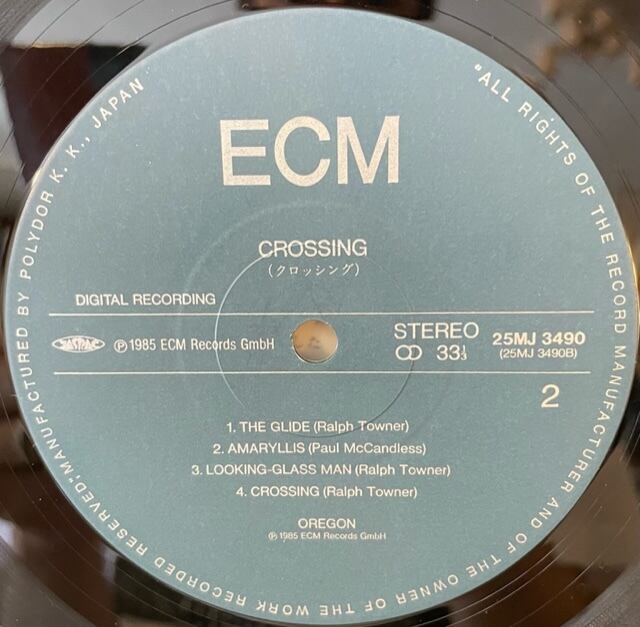 ECM
CROSSING
(クロッシング)
DIGITAL RECORDING
JASRAC
Ⓟ1985 ECM Records GmbH
STEREO
33⅓
25MJ 3490
(25MJ 3490B)
2
1. THE GLIDE (Ralph Towner)
2. AMARYLLIS (Paul McCandless)
3. LOOKING-GLASS MAN (Ralph Towner)
4. CROSSING (Ralph Towner)
OREGON
Ⓟ1985 ECM Records GmbH
"ALL RIGHTS OF THE RECORD MANUFACTURER AND OF THE OWNER OF THE WORK RECORDED RESERVED; MANUFACTURED BY POLYDOR K. K., JAPAN